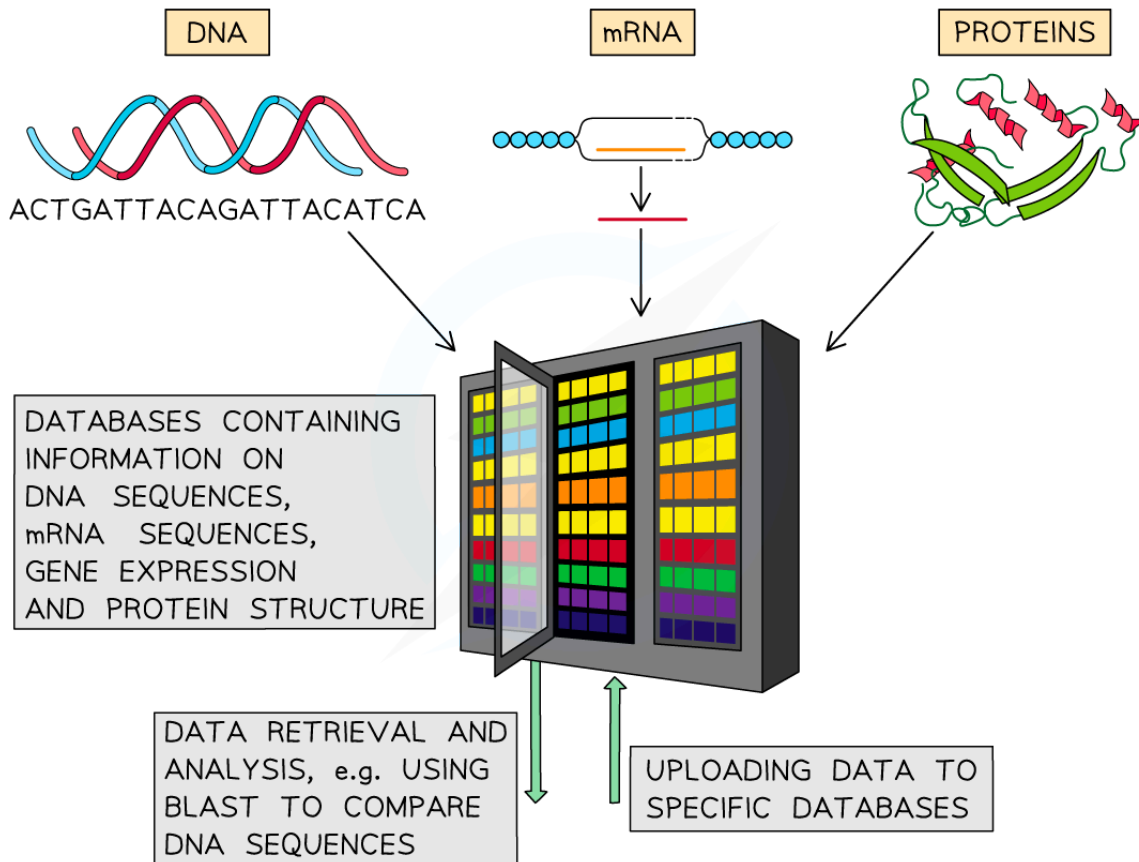 DNA
mRNA
PROTEINS
ACTGATTACAGATTACATCA
DATABASES CONTAINING
INFORMATION ON
DNA SEQUENCES,
mRNA SEQUENCES,
GENE EXPRESSION
AND PROTEIN STRUCTURE
DATA RETRIEVAL AND
ANALYSIS, e.g. USING
BLAST TO COMPARE
DNA SEQUENCES
UPLOADING DATA TO
SPECIFIC DATABASES